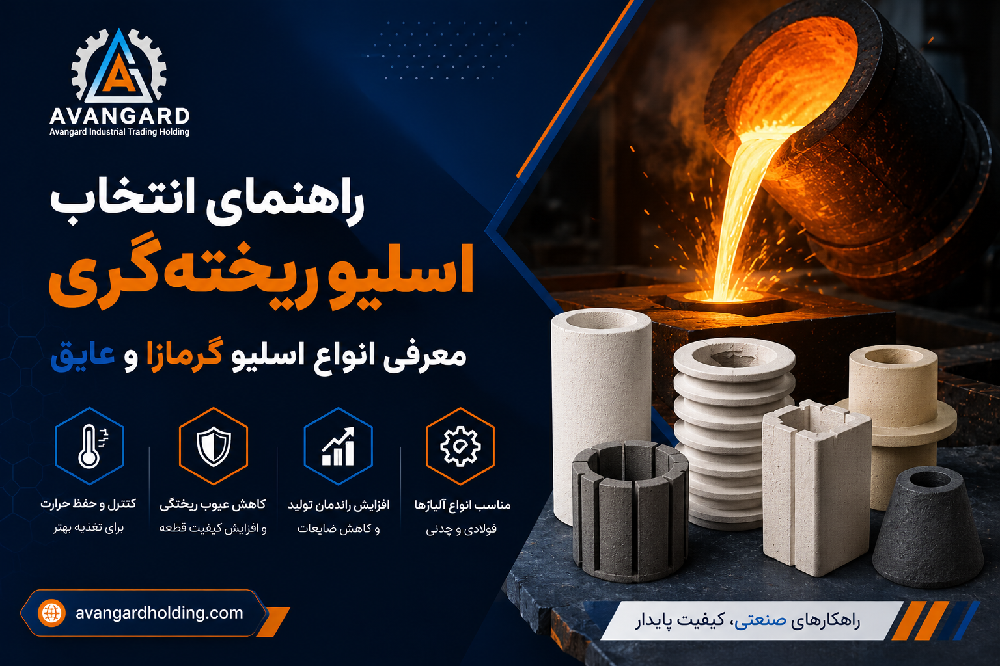 AVANGARD
Avangard Industrial Trading Holding
راهنمای انتخاب
اسلیو ریخته‌گری
معرفی انواع اسلیو گرمازا و عایق
مناسب انواع آلیاژها
فولادی و چدنی
افزایش راندمان تولید
و کاهش ضایعات
کاهش عیوب ریختگی
و افزایش کیفیت قطعه
کنترل و حفظ حرارت
برای تغذیه بهتر
avangardholding.com
راهکارهای صنعتی، کیفیت پایدار